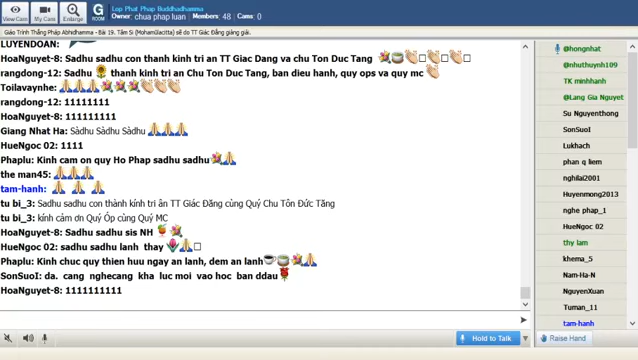 View Cam
My Cam
Enlarge
G
ROOM
Lop Phat Phap Buddhadhamma
Owner: chua phap luan Members: 48 Cams: 0
Giáo Trình Thắng Pháp Abhidhamma - Bài 19. Tâm Si (MohamGlacitta) sẽ do TT Giác Đẳng giảng giải.
LUYENDOAN:
HoaNguyet-8: Sadhu sadhu con thanh kinh tri an TT Giac Dang va chu Ton Duc Tang
rangdong-12: Sadhu thanh kinh tri an Chu Ton Duc Tang, ban dieu hanh, quy ops va quy mc
Toilavaynhe:
rangdong-12: 11111111
HoaNguyet-8: 111111111
Giang Nhat Ha: Sàdhu Sàdhu Sàdhu
HueNgoc 02: 1111
Phaplu: Kinh cam on quy Ho Phap sadhu sadhu
the man45:
tam-hanh:
tu bi_3: Sadhu sadhu con thành kính tri ân TT Giác Đẳng cùng Quý Chu Tôn Đức Tăng
tu bi_3: kính cảm ơn Quý Ốp cùng Quý MC
HoaNguyet-8: Sadhu sadhu sis NH
HueNgoc 02: sadhu sadhu lanh thay
Phaplu: Kinh chuc quy thien huu ngay an lanh, dem an lanh
SonSuoI: da. cang nghecang kha luc moi vao hoc ban ddau
HoaNguyet-8: 1111111111
Hold to Talk
@hongnhat
@nhuthuynh109
TK minhhanh
@Lang Gia Nguyet
Su Nguyenthong
SonSuoI
Lukhach
phan q liem
nghilai2001
Huyenmong2013
nghe phap_1
HueNgoc 02
thy lam
khema_5
Nam-Ha-N
NguyenXuan
Tuman_11
tam-hanh
Raise Hand